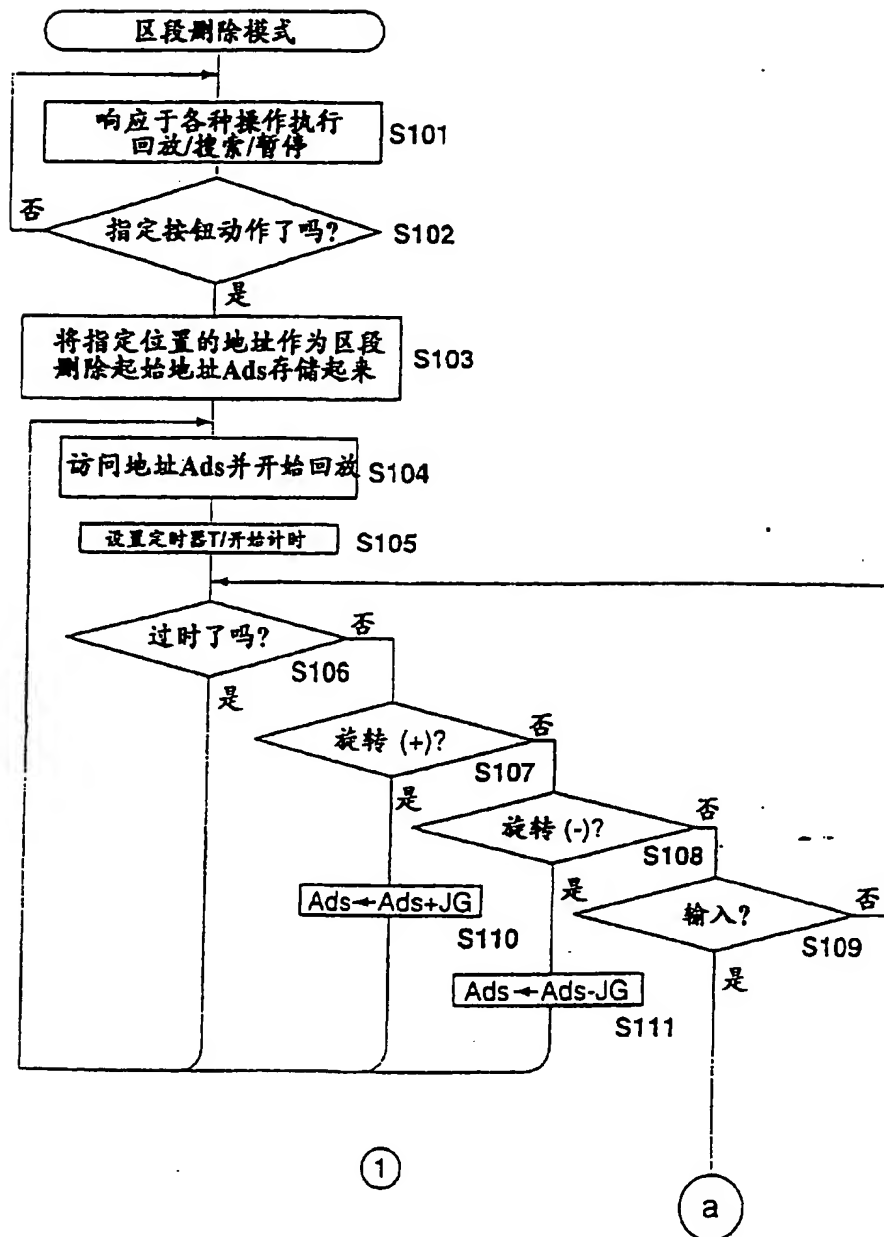 区段删除模式
响应于各种操作执行
回放/搜索/暂停
S101
否
指定按钮动作了吗?
S102
是
将指定位置的地址作为区段
删除起始地址Ads存储起来
S103
访问地址Ads并开始回放
S104
设置定时器T/开始计时
S105
过时了吗?
否
S106
是
旋转 (+)?
否
S107
是
旋转 (-)?
否
S108
是
输入?
否
S109
是
Ads←Ads+JG
S110
Ads←Ads-JG
S111
1
a